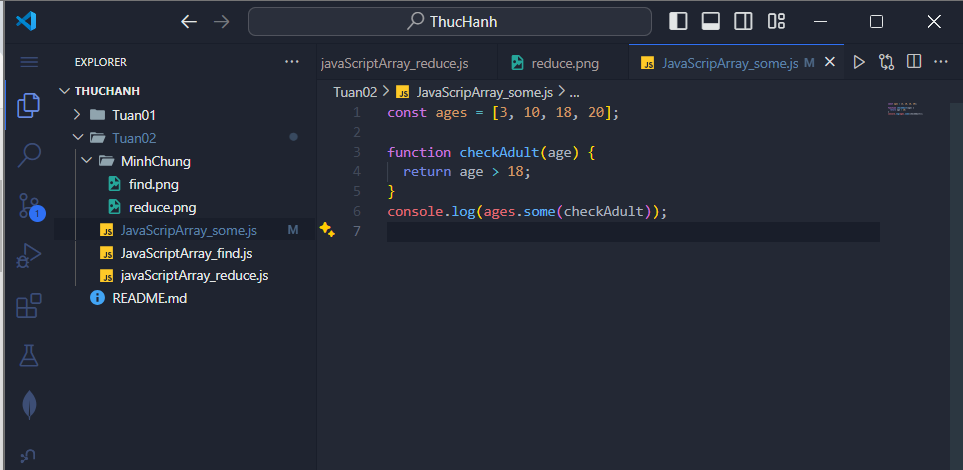 ThucHanh
EXPLORER
THUCHANH
Tuan01
Tuan02
MinhChung
find.png
reduce.png
JavaScripArray_some.js M
JavaScriptArray_find.js
javaScriptArray_reduce.js
README.md
1
javaScriptArray_reduce.js reduce.png JavaScripArray_some.js M
Tuan02 > JS JavaScripArray_some.js > ...
1 const ages = [3, 10, 18, 20];
2
3 function checkAdult(age) {
4 return age > 18;
5 }
6 console.log(ages.some(checkAdult));
7